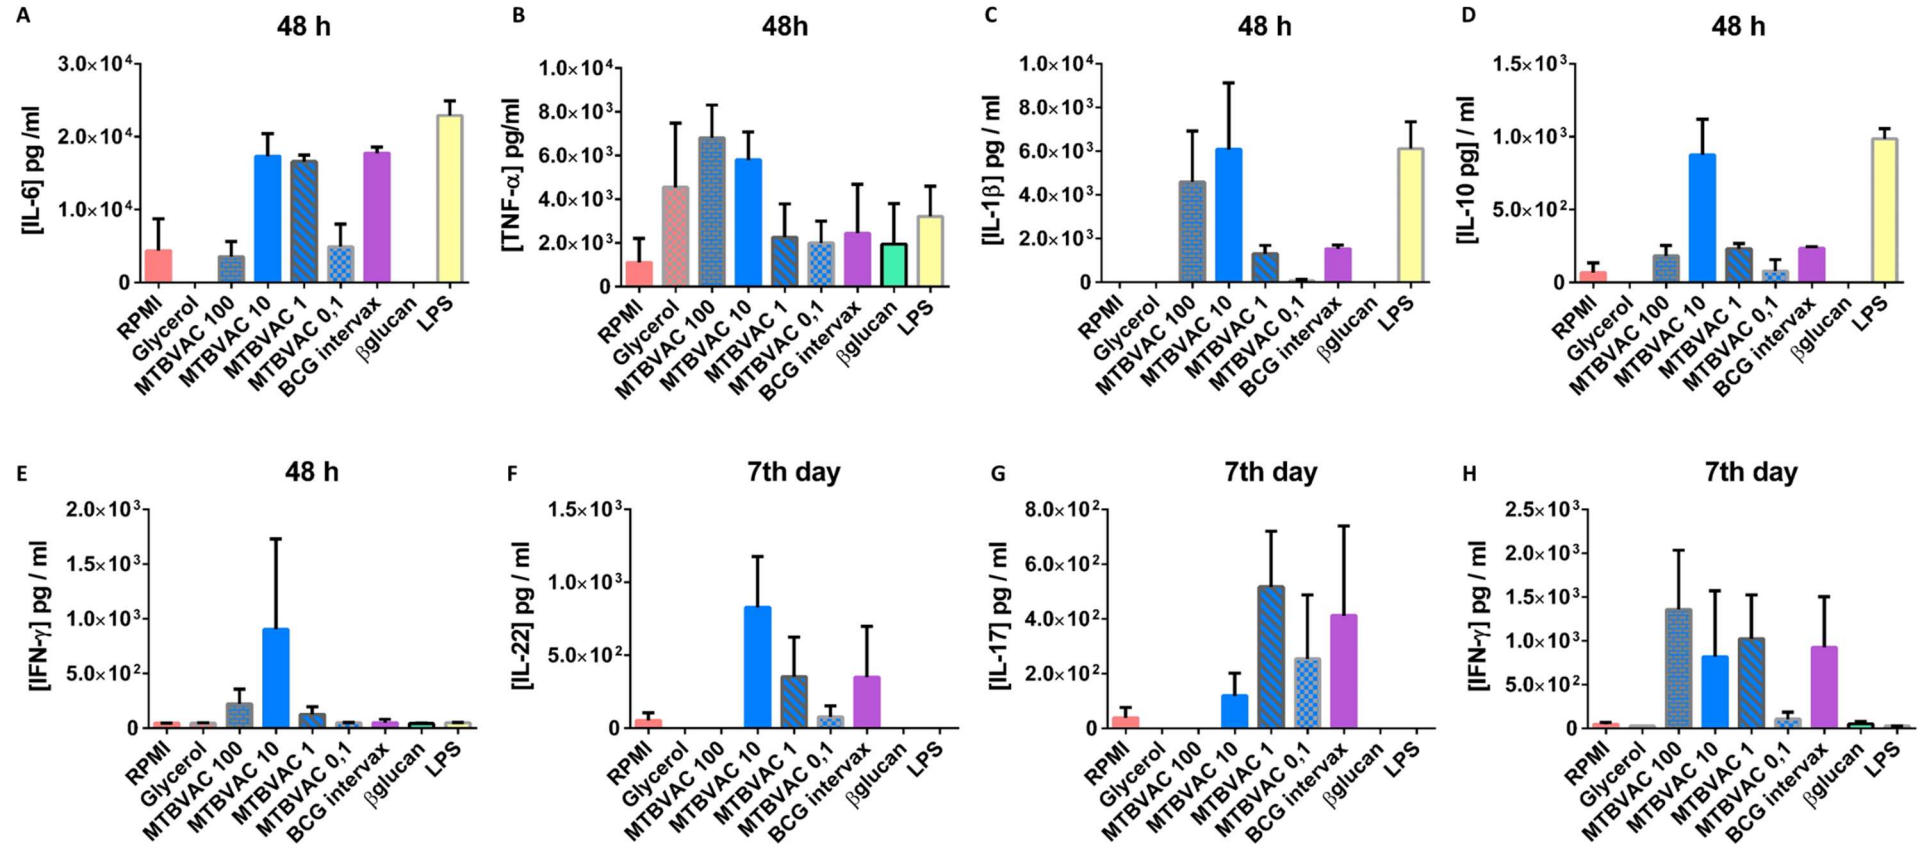 A
48 h
[IL-6] pg /ml
3.0×10⁴
2.0×10⁴
1.0×10⁴
0
RPMI
Glycerol
MTBVAC 100
MTBVAC 10
MTBVAC 1
MTBVAC 0,1
BCG intervax
βglucan
LPS
B
48h
[TNF-α] pg/ml
1.0×10⁴
8.0×10³
6.0×10³
4.0×10³
2.0×10³
0
RPMI
Glycerol
MTBVAC 100
MTBVAC 10
MTBVAC 1
MTBVAC 0,1
BCG intervax
βglucan
LPS
C
48 h
[IL-1β] pg / ml
1.0×10⁴
8.0×10³
6.0×10³
4.0×10³
2.0×10³
0
RPMI
Glycerol
MTBVAC 100
MTBVAC 10
MTBVAC 1
MTBVAC 0,1
BCG intervax
βglucan
LPS
D
48 h
[IL-10 pg] / ml
1.5×10³
1.0×10³
5.0×10²
0
RPMI
Glycerol
MTBVAC 100
MTBVAC 10
MTBVAC 1
MTBVAC 0,1
BCG intervax
βglucan
LPS
E
48 h
[IFN-γ] pg / ml
2.0×10³
1.5×10³
1.0×10³
5.0×10²
0
RPMI
Glycerol
MTBVAC 100
MTBVAC 10
MTBVAC 1
MTBVAC 0,1
BCG intervax
βglucan
LPS
F
7th day
[IL-22] pg / ml
1.5×10³
1.0×10³
5.0×10²
0
RPMI
Glycerol
MTBVAC 100
MTBVAC 10
MTBVAC 1
MTBVAC 0,1
BCG intervax
βglucan
LPS
G
7th day
[IL-17] pg / ml
8.0×10²
6.0×10²
4.0×10²
2.0×10²
0
RPMI
Glycerol
MTBVAC 100
MTBVAC 10
MTBVAC 1
MTBVAC 0,1
BCG intervax
βglucan
LPS
H
7th day
[IFN-γ] pg / ml
2.5×10³
2.0×10³
1.5×10³
1.0×10³
5.0×10²
0
RPMI
Glycerol
MTBVAC 100
MTBVAC 10
MTBVAC 1
MTBVAC 0,1
BCG intervax
βglucan
LPS